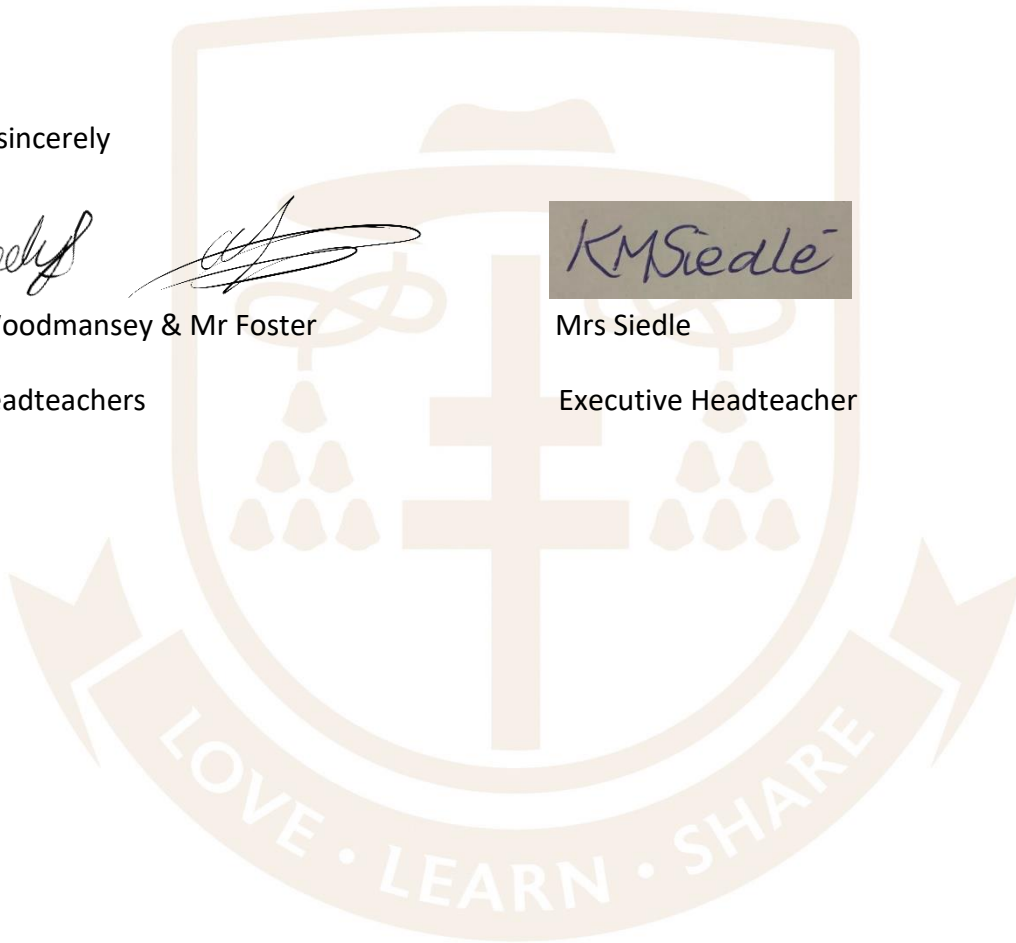 sincerely
KMSiedle
oodmansey & Mr Foster Mrs Siedle
adteachers Executive Headteacher
LOVE • LEARN • SHARE